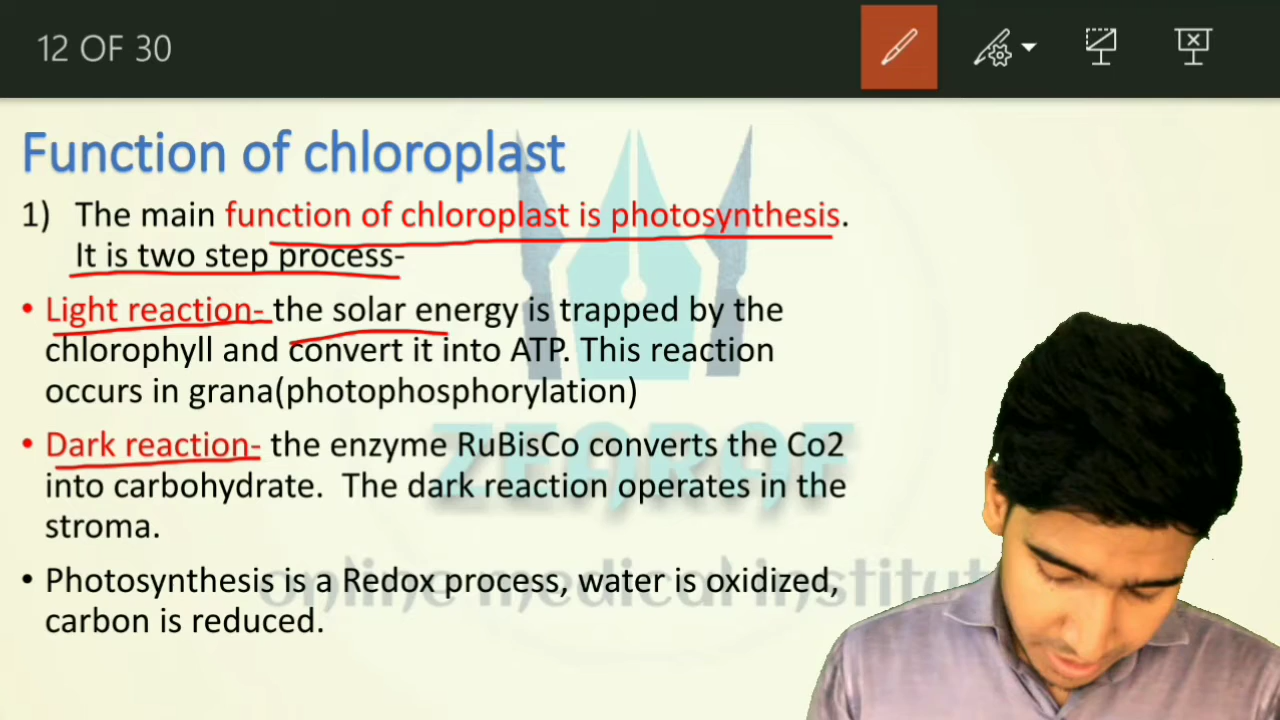 12 OF 30
Function of chloroplast
1) The main function of chloroplast is photosynthesis.
It is two step process-
• Light reaction- the solar energy is trapped by the
chlorophyll and convert it into ATP. This reaction
occurs in grana(photophosphorylation)
• Dark reaction- the enzyme RuBisCo converts the Co2
into carbohydrate. The dark reaction operates in the
stroma.
• Photosynthesis is a Redox process, water is oxidized,
carbon is reduced.
online medical institut